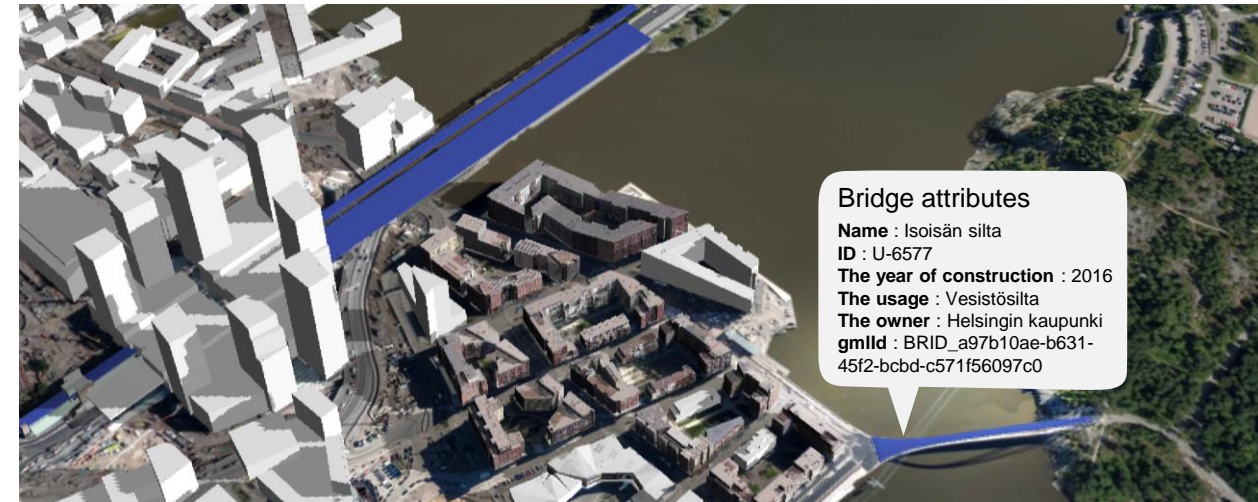 Bridge attributes
Name : Isoisän silta
ID : U-6577
The year of construction : 2016
The usage : Vesistösilta
The owner : Helsingin kaupunki
gmlId : BRID_a97b10ae-b631-
45f2-bcbd-c571f56097c0